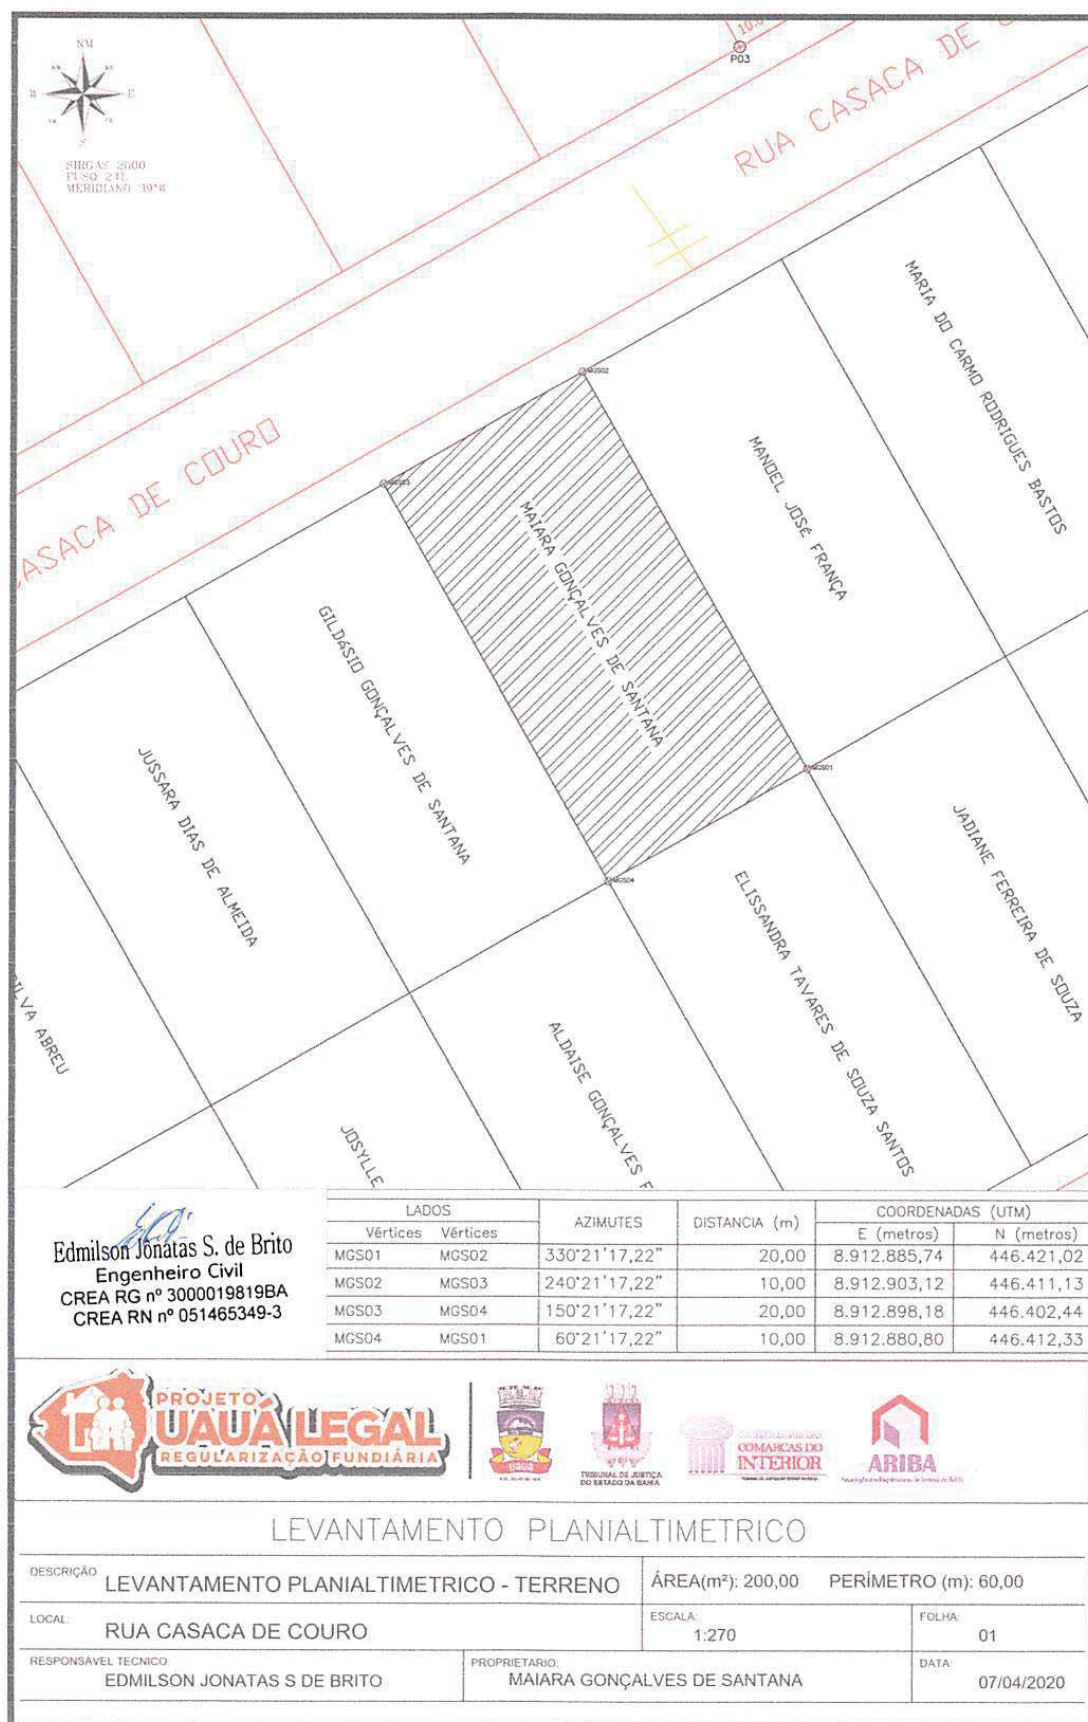 NM
E
S
SIRGAS 2000
FUSO 24L
MERIDIANO 39°W
10.0
P03
RUA CASACA DE
CASACA DE COURO
MGS02
MGS03
MGS01
MGS04
MARIA DO CARMO RODRIGUES BASTOS
MANOEL JOSÉ FRANÇA
MAIARA GONÇALVES DE SANTANA
GILDÁSIO GONÇALVES DE SANTANA
JUSSARA DIAS DE ALMEIDA
SILVA ABREU
JADIANE FERREIRA DE SOUZA
ELISSANDRA TAVARES DE SOUZA SANTOS
ALDAISE GONÇALVES F
JOSYLLE
Edmilson Jônatas S. de Brito
Engenheiro Civil
CREA RG nº 3000019819BA
CREA RN nº 051465349-3
LADOS AZIMUTES DISTANCIA (m) COORDENADAS (UTM)
Vértices Vértices E (metros) N (metros)
MGS01 MGS02 330°21'17,22" 20,00 8.912.885,74 446.421,02
MGS02 MGS03 240°21'17,22" 10,00 8.912.903,12 446.411,13
MGS03 MGS04 150°21'17,22" 20,00 8.912.898,18 446.402,44
MGS04 MGS01 60°21'17,22" 10,00 8.912.880,80 446.412,33
PROJETO
UAUÁ LEGAL
REGULARIZAÇÃO FUNDIÁRIA
UAUÁ
TRIBUNAL DE JUSTIÇA
DO ESTADO DA BAHIA
COMARCAS DO
INTERIOR
ARIBA
LEVANTAMENTO PLANIALTIMETRICO
DESCRIÇÃO LEVANTAMENTO PLANIALTIMETRICO - TERRENO ÁREA(m²): 200,00 PERÍMETRO (m): 60,00
LOCAL: RUA CASACA DE COURO ESCALA: 1:270 FOLHA: 01
RESPONSÁVEL TECNICO: EDMILSON JONATAS S DE BRITO PROPRIETARIO: MAIARA GONÇALVES DE SANTANA DATA: 07/04/2020